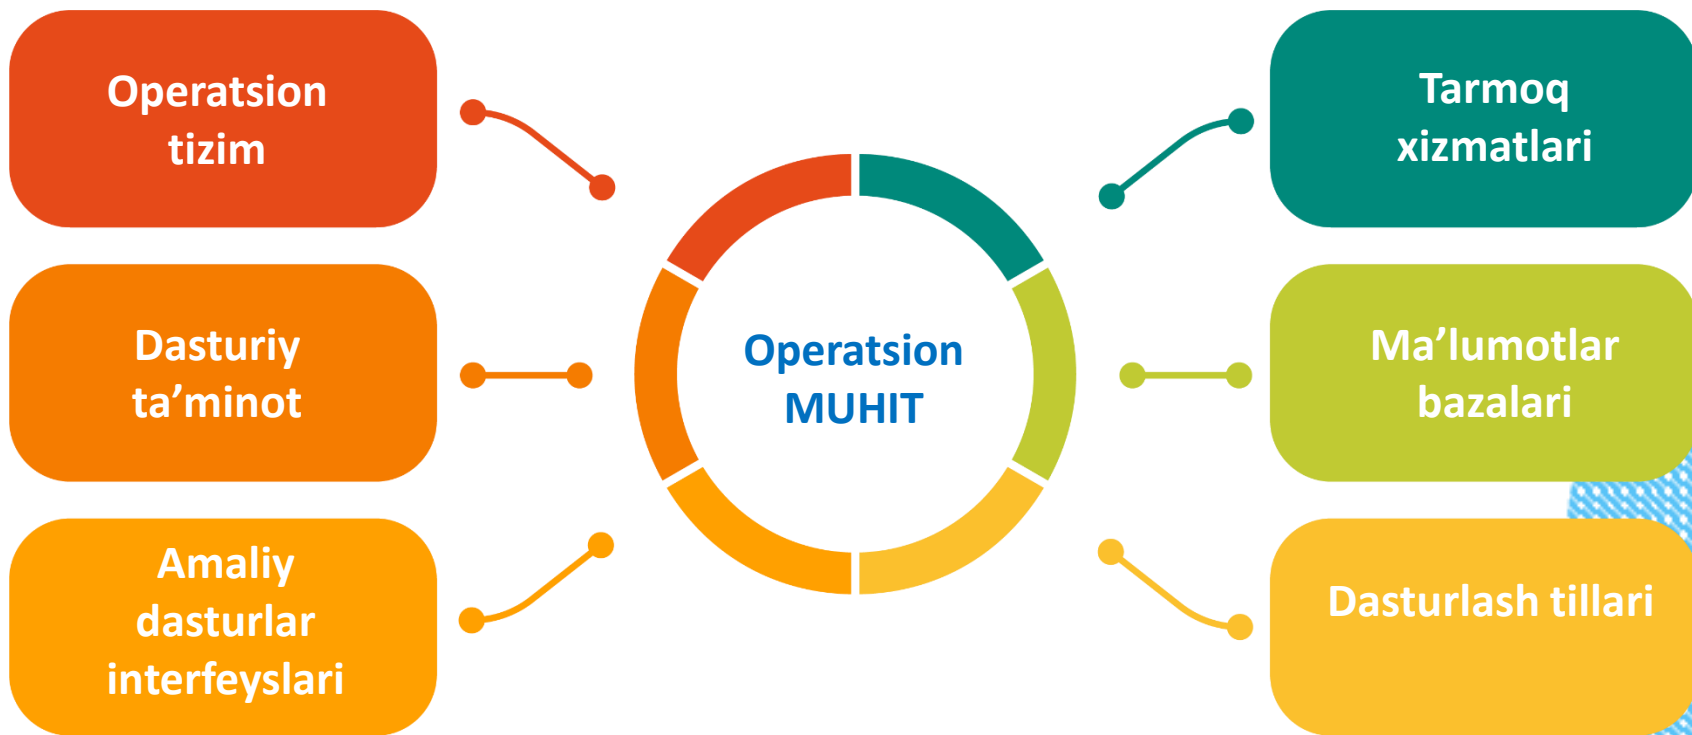 Operatsion
tizim
Dasturiy
ta’minot
Amaliy
dasturlar
interfeyslari
Operatsion
MUHIT
Tarmoq
xizmatlari
Ma’lumotlar
bazalari
Dasturlash tillari